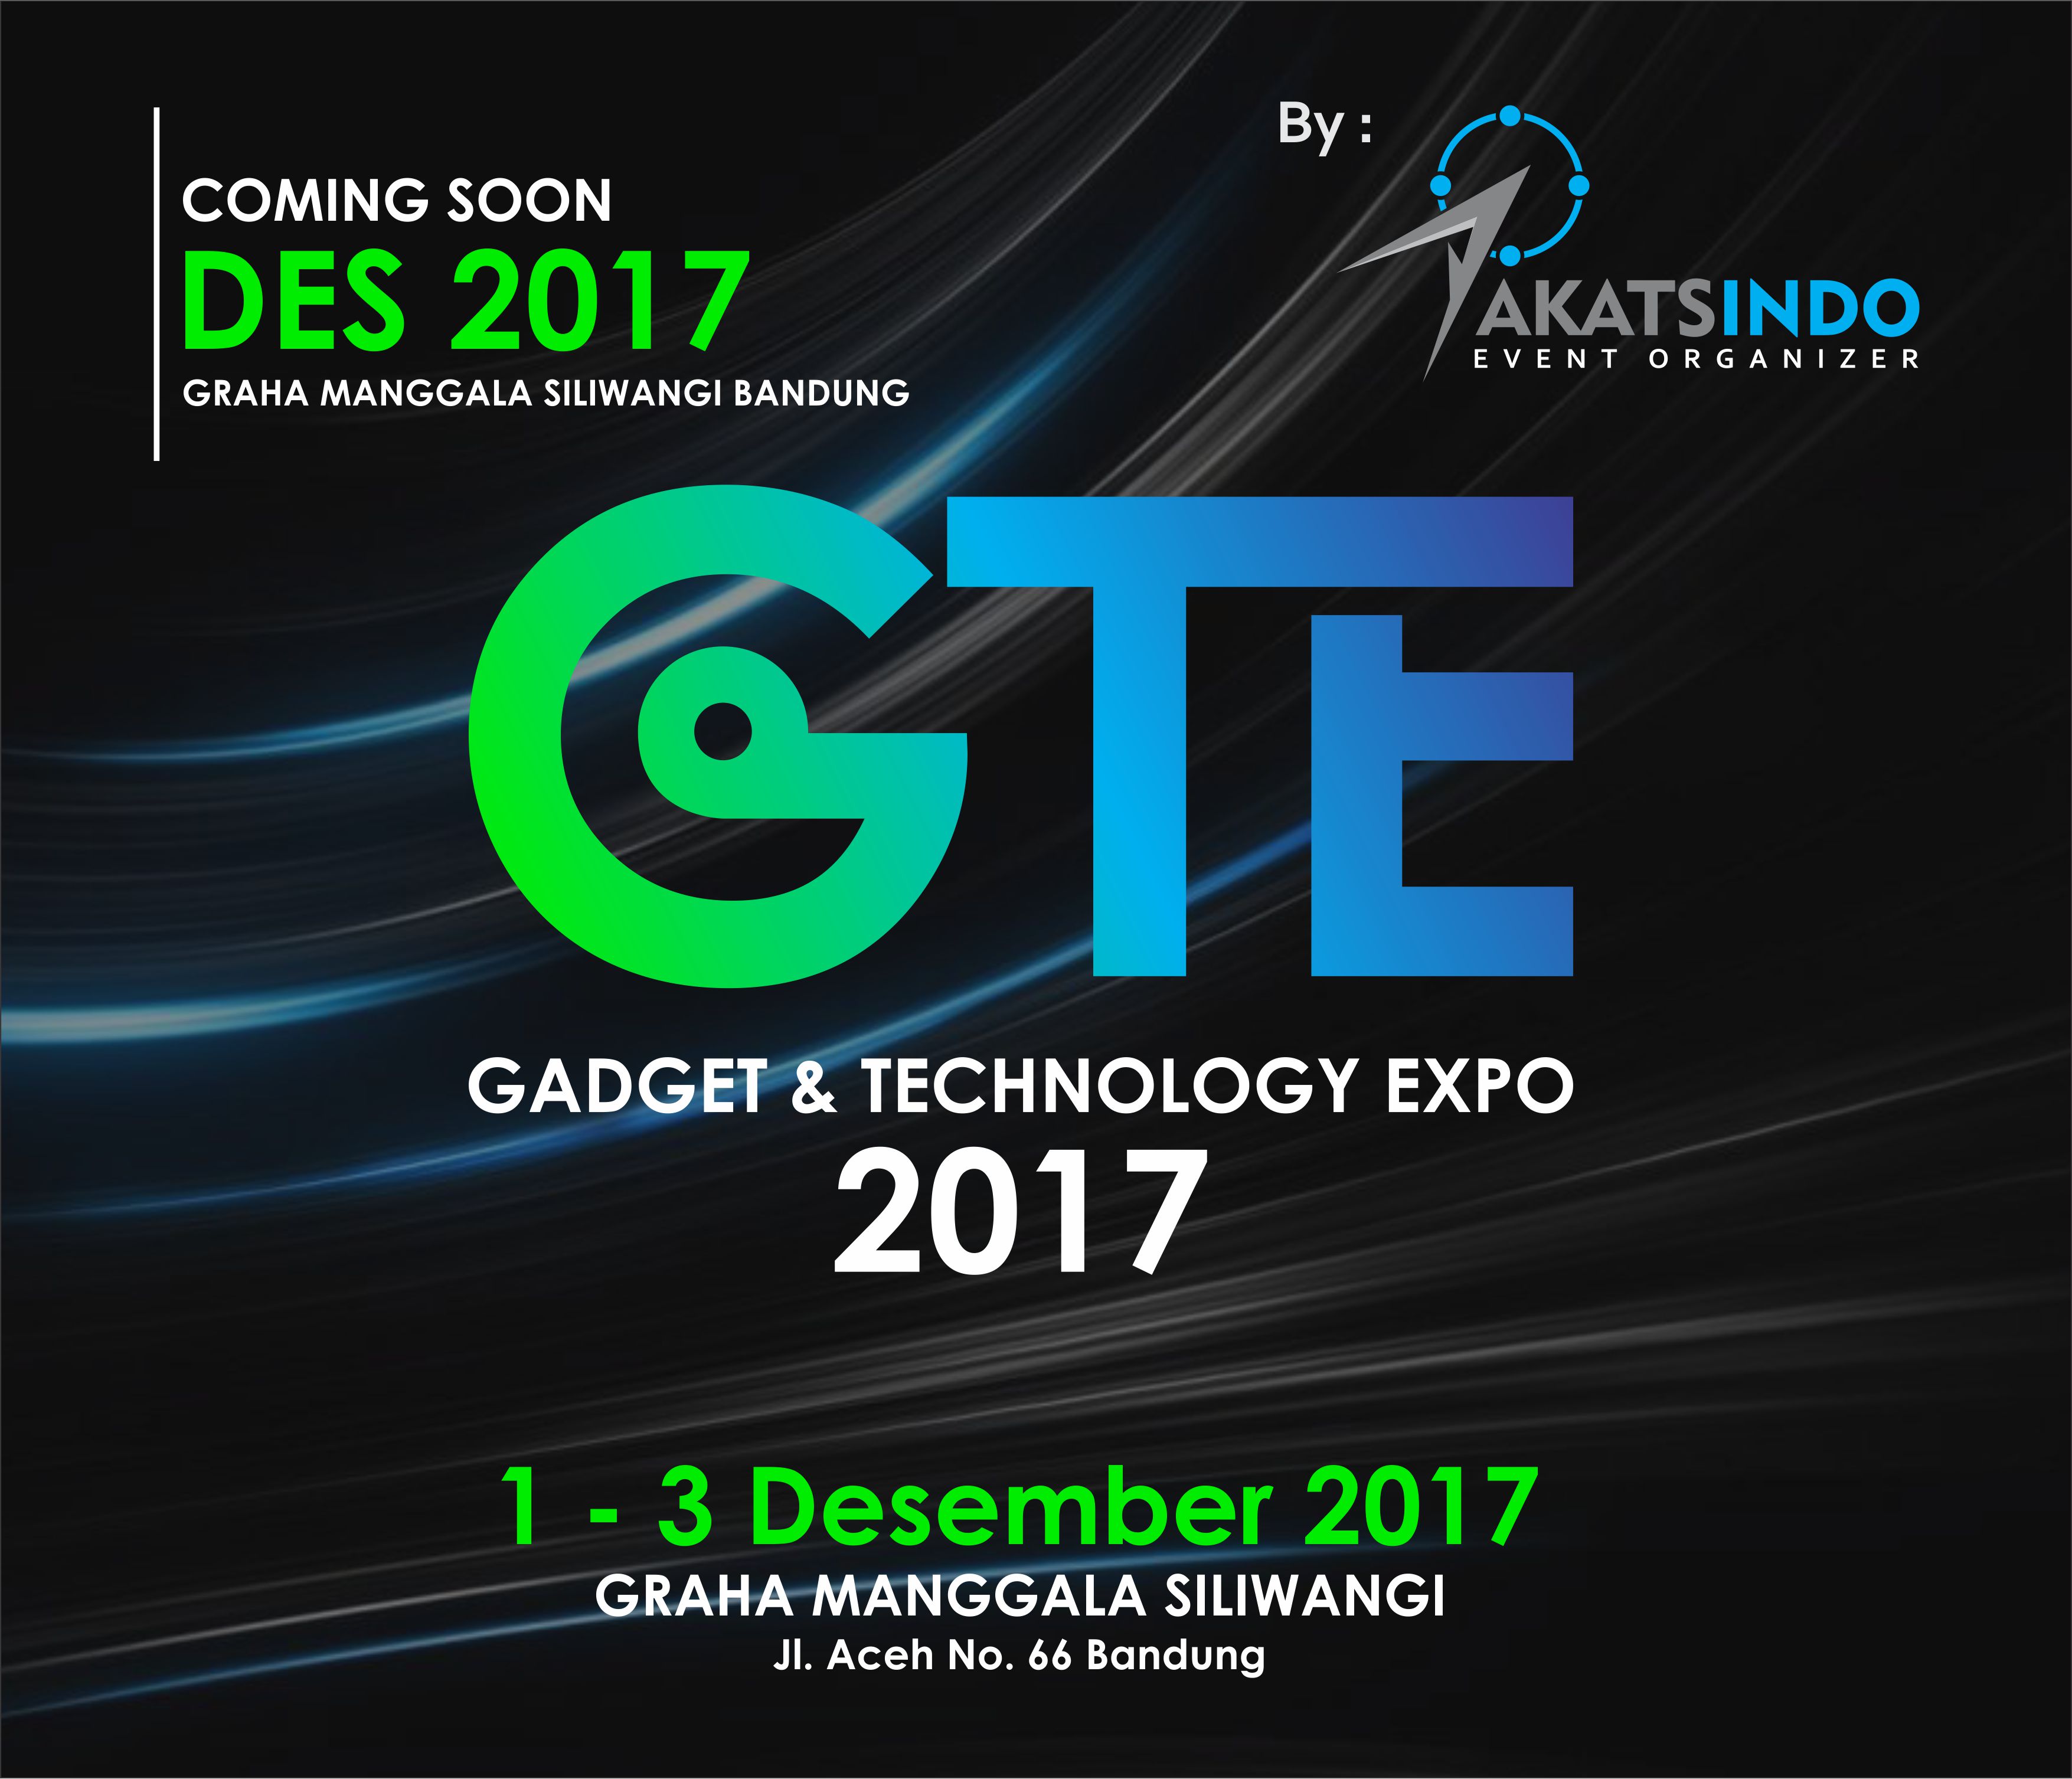 COMING SOON
DES 2017
GRAHA MANGGALA SILIWANGI BANDUNG
By :
AKATSINDO
EVENT ORGANIZER
GTE
GADGET & TECHNOLOGY EXPO
2017
1 - 3 Desember 2017
GRAHA MANGGALA SILIWANGI
Jl. Aceh No. 66 Bandung